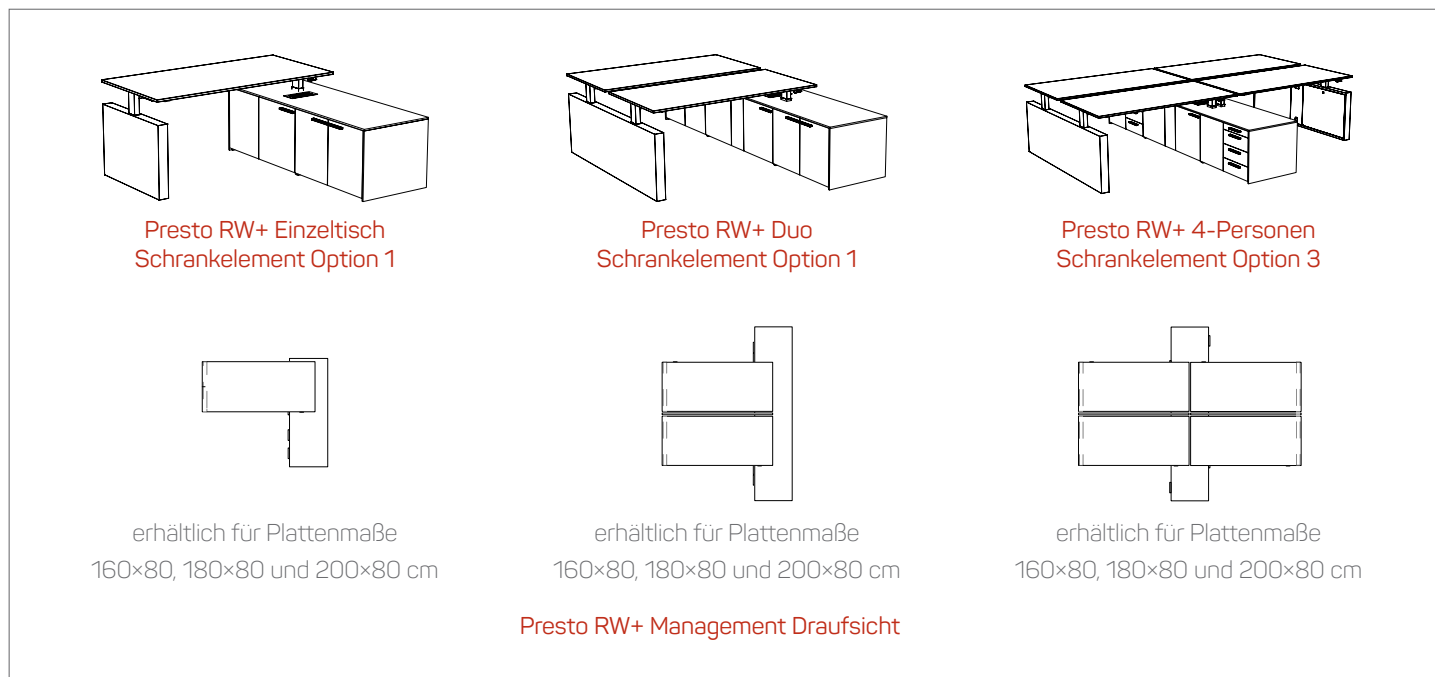 Presto RW+ Einzeltisch
Schrankelement Option 1
Presto RW+ Duo
Schrankelement Option 1
Presto RW+ 4-Personen
Schrankelement Option 3
erhältlich für Plattenmaße
160×80, 180×80 und 200×80 cm
erhältlich für Plattenmaße
160×80, 180×80 und 200×80 cm
erhältlich für Plattenmaße
160×80, 180×80 und 200×80 cm
Presto RW+ Management Draufsicht